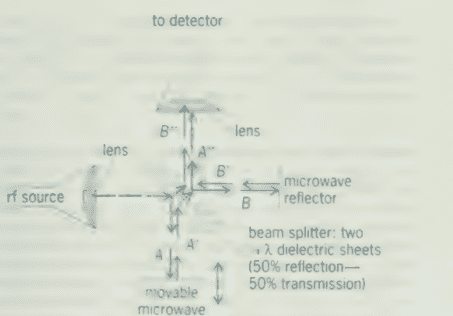 to detector
B''
lens
A''
lens
B'
microwave
reflector
B
rf source
beam splitter: two
λ dielectric sheets
(50% reflection—
50% transmission)
A
A'
movable
microwave